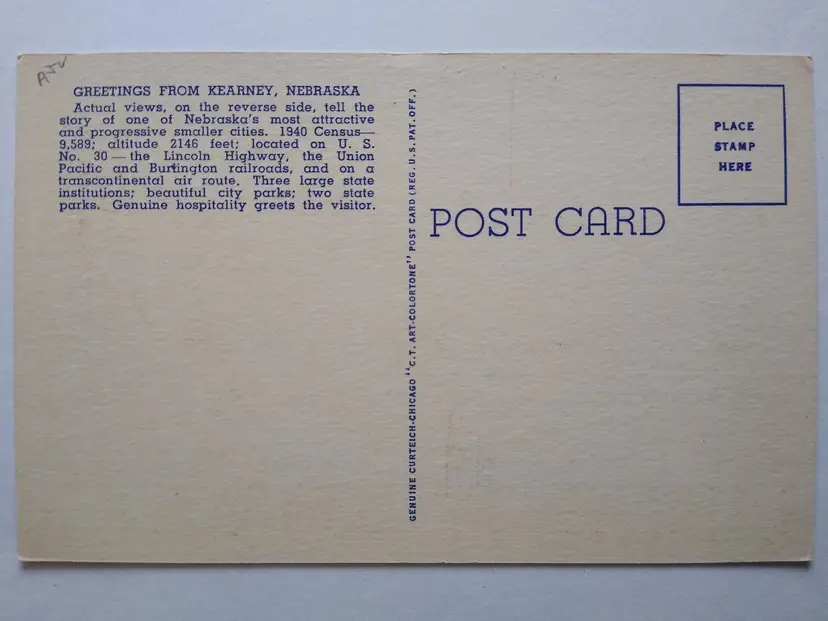 GREETINGS FROM KEARNEY, NEBRASKA
Actual views, on the reverse side, tell the
story of one of Nebraska's most attractive
and progressive smaller cities. 1940 Census—
9,589; altitude 2146 feet; located on U. S.
No. 30 — the Lincoln Highway, the Union
Pacific and Burlington railroads, and on a
transcontinental air route. Three large state
institutions; beautiful city parks; two state
parks. Genuine hospitality greets the visitor.
GENUINE CURTEICH-CHICAGO "C.T. ART-COLORTONE" POST CARD (REG. U.S. PAT. OFF.)
POST CARD
PLACE
STAMP
HERE